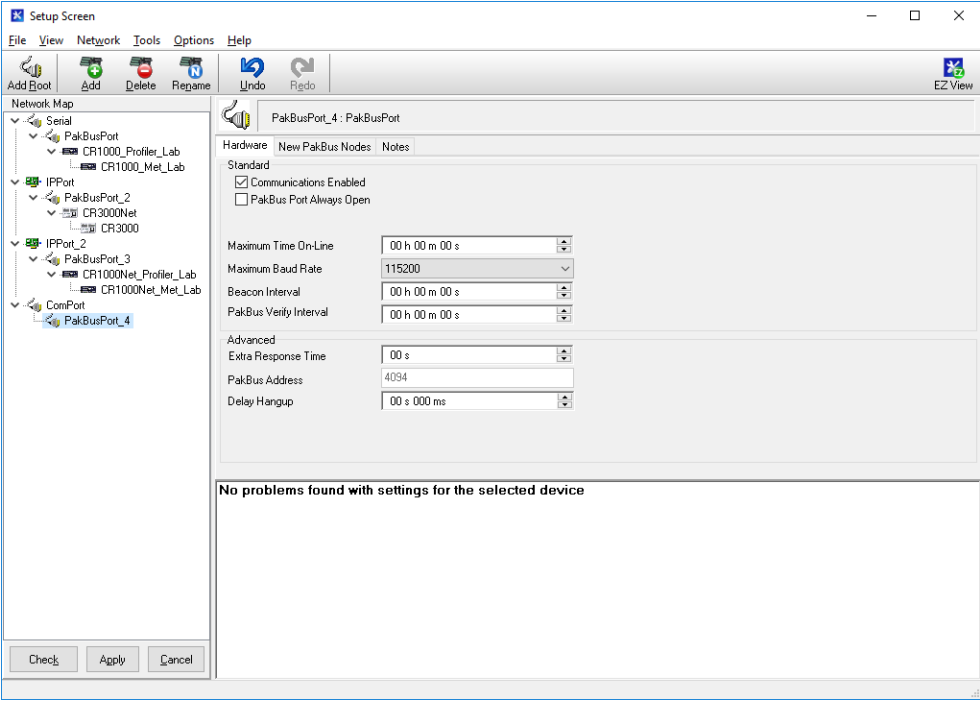 Setup Screen
File View Network Tools Options Help
Add Root Add Delete Rename Undo Redo EZ View
Network Map
Serial
PakBusPort
CR1000_Profiler_Lab
CR1000_Met_Lab
IPPort
PakBusPort_2
CR3000Net
CR3000
IPPort_2
PakBusPort_3
CR1000Net_Profiler_Lab
CR1000Net_Met_Lab
ComPort
PakBusPort_4
Check Apply Cancel
PakBusPort_4 : PakBusPort
Hardware New PakBus Nodes Notes
Standard
Communications Enabled
PakBus Port Always Open
Maximum Time On-Line 00 h 00 m 00 s
Maximum Baud Rate 115200
Beacon Interval 00 h 00 m 00 s
PakBus Verify Interval 00 h 00 m 00 s
Advanced
Extra Response Time 00 s
PakBus Address 4094
Delay Hangup 00 s 000 ms
No problems found with settings for the selected device